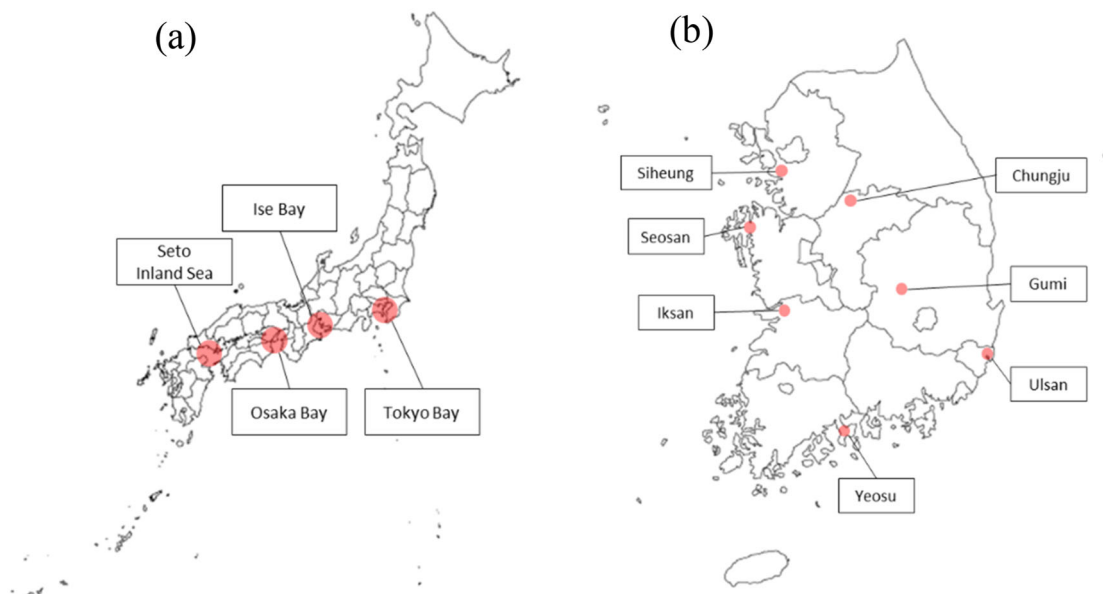 (a)
Ise Bay
Seto
Inland Sea
Osaka Bay
Tokyo Bay
(b)
Siheung
Chungju
Seosan
Gumi
Iksan
Ulsan
Yeosu